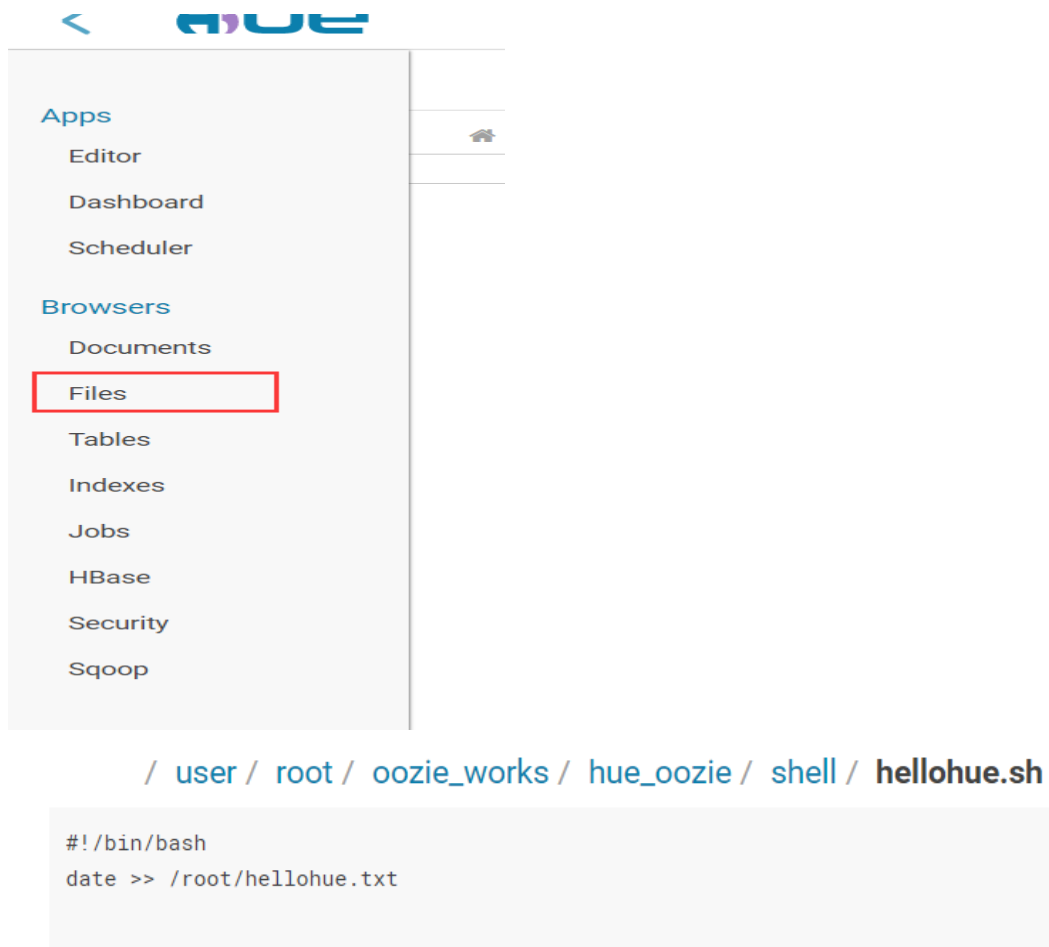 Apps
Editor
Dashboard
Scheduler
Browsers
Documents
Files
Tables
Indexes
Jobs
HBase
Security
Sqoop
/ user / root / oozie_works / hue_oozie / shell / hellohue.sh
#!/bin/bash
date >> /root/hellohue.txt